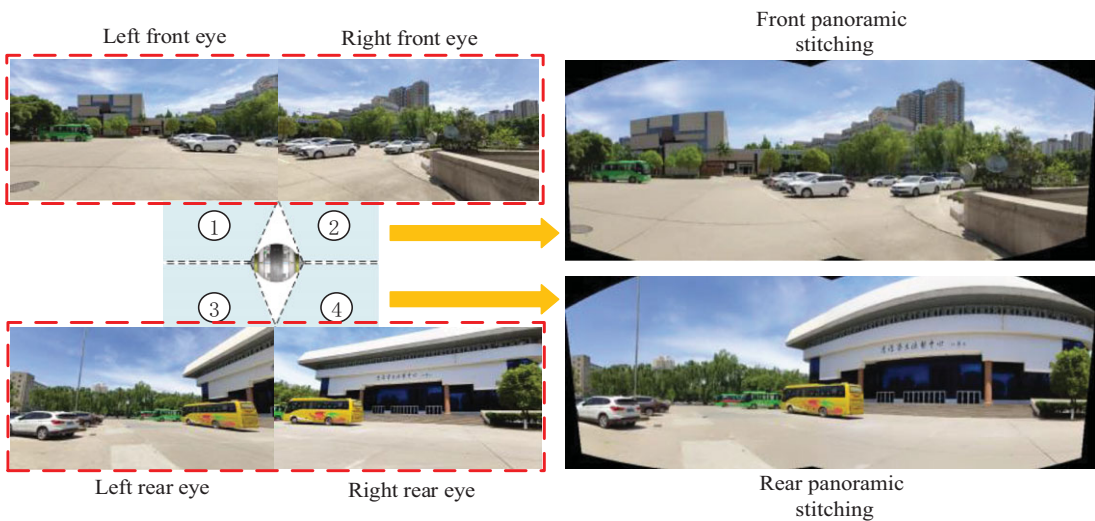 Left front eye
Right front eye
Front panoramic
stitching
①
②
③
④
Left rear eye
Right rear eye
Rear panoramic
stitching